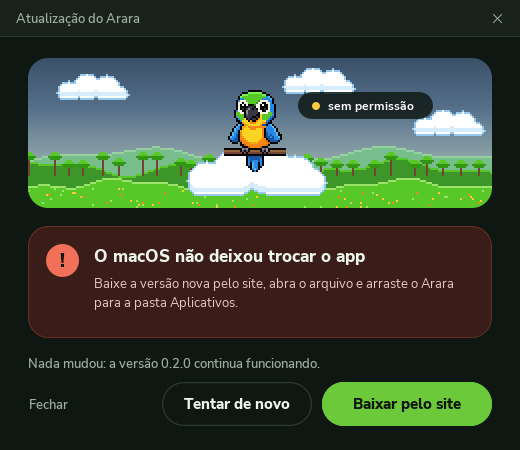 Atualização do Arara
sem permissão
!
O macOS não deixou trocar o app
Baixe a versão nova pelo site, abra o arquivo e arraste o Arara
para a pasta Aplicativos.
Nada mudou: a versão 0.2.0 continua funcionando.
Fechar
Tentar de novo
Baixar pelo site